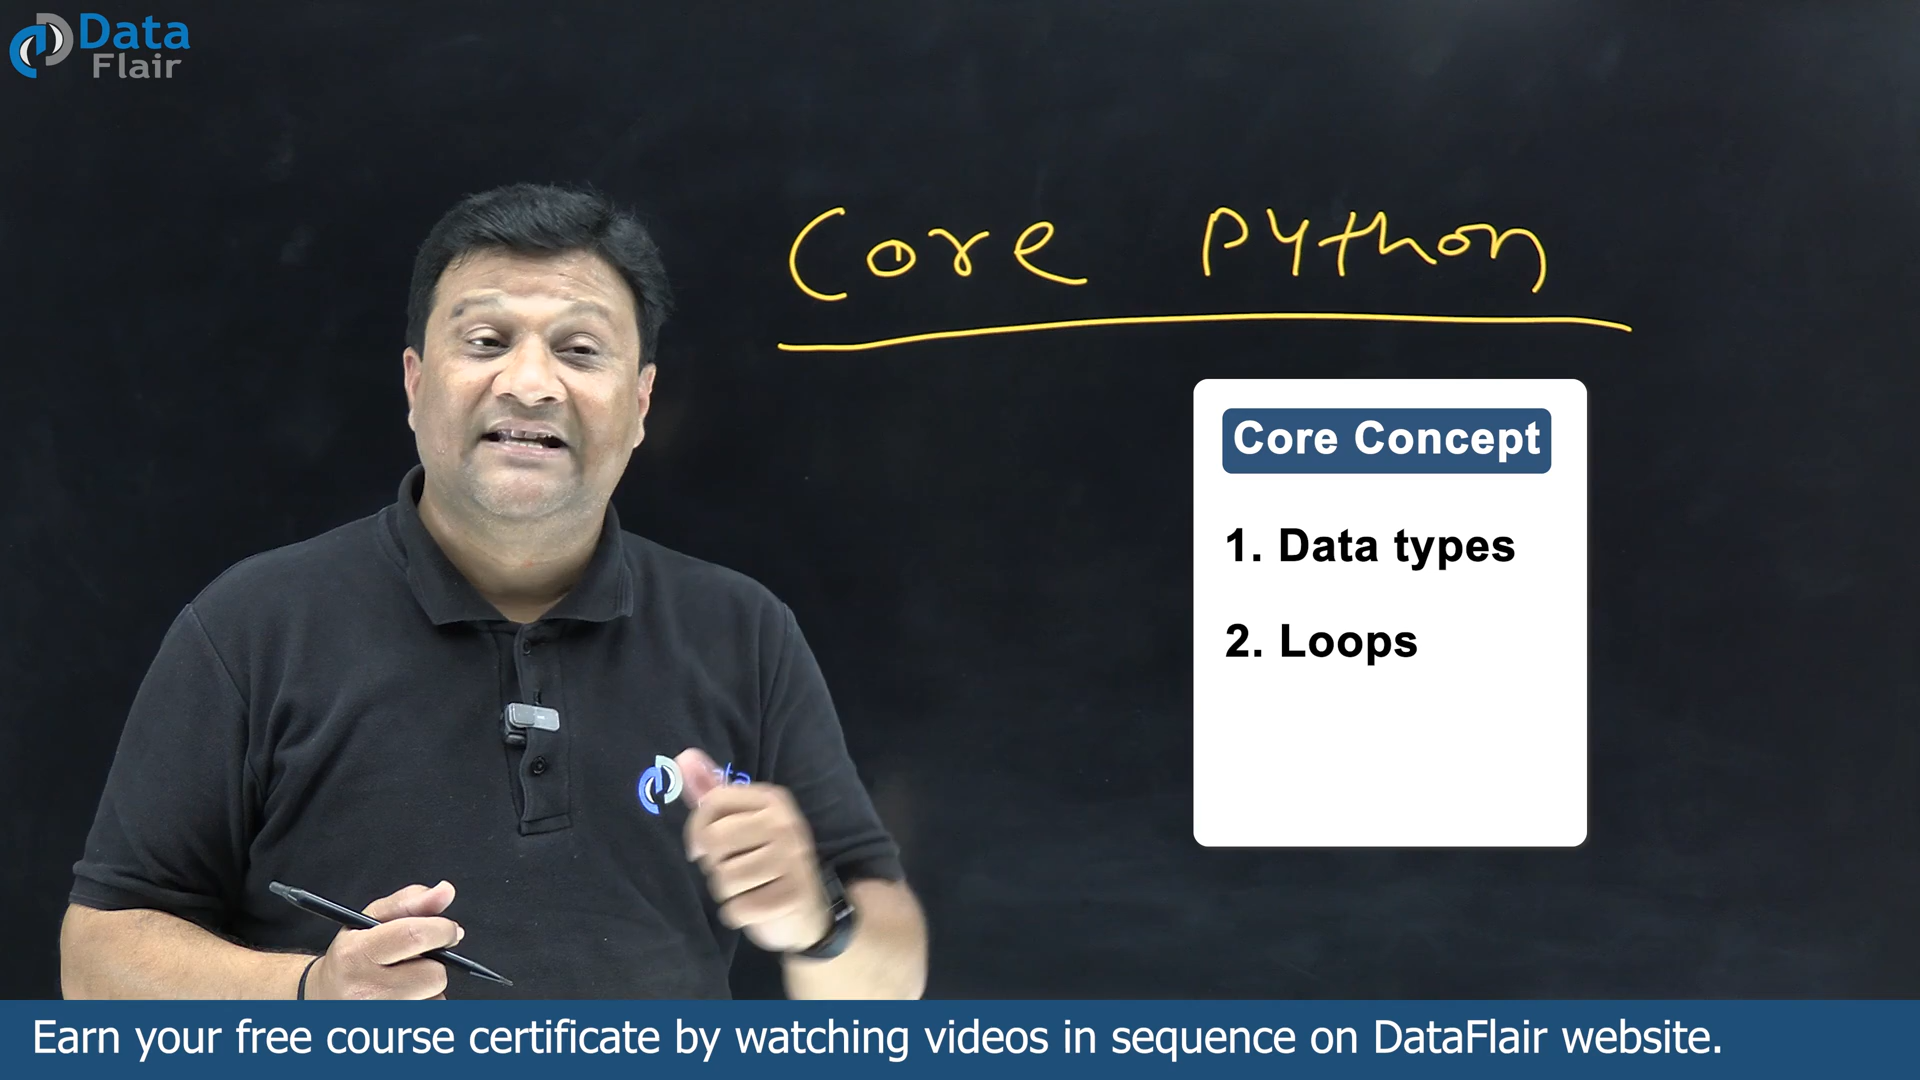 Data
Flair
Core Python
Core Concept
1. Data types
2. Loops
Earn your free course certificate by watching videos in sequence on DataFlair website.